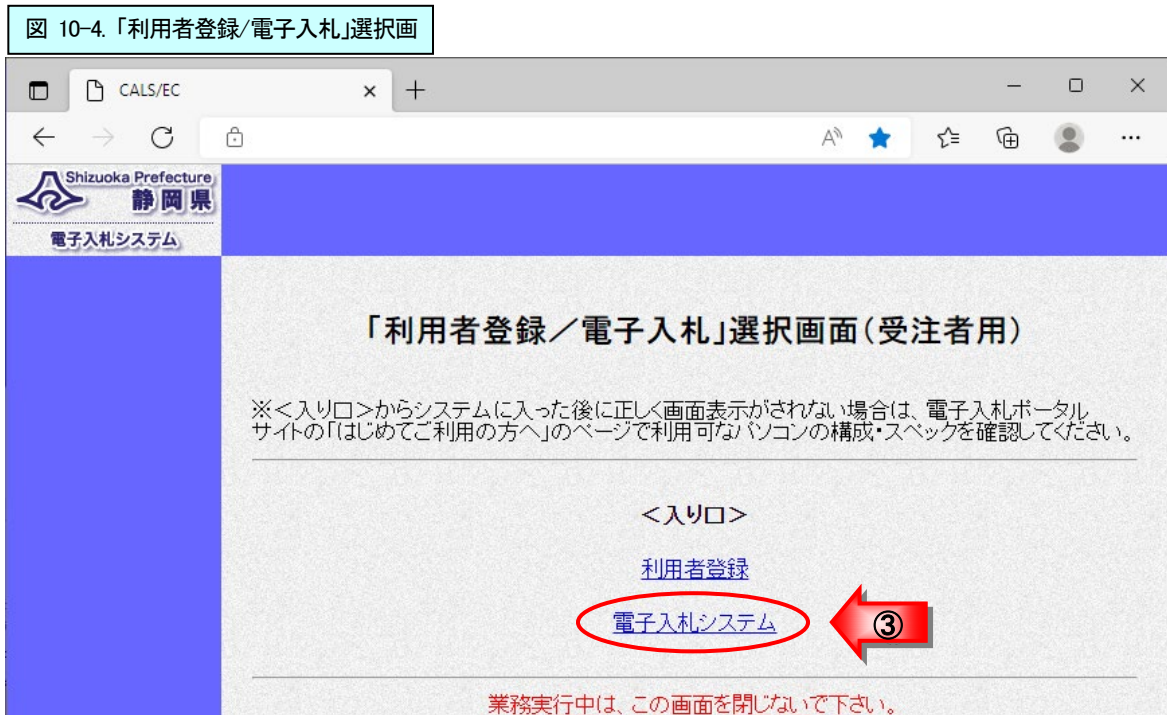 図 10-4.「利用者登録/電子入札」選択画
CALS/EC
Shizuoka Prefecture
静岡県
電子入札システム
「利用者登録／電子入札」選択画面(受注者用)
※<入り口>からシステムに入った後に正しく画面表示がされない場合は、電子入札ポータル
サイトの「はじめてご利用の方へ」のページで利用可なパソコンの構成・スペックを確認してください。
<入り口>
利用者登録
電子入札システム
③
業務実行中は、この画面を閉じないで下さい。